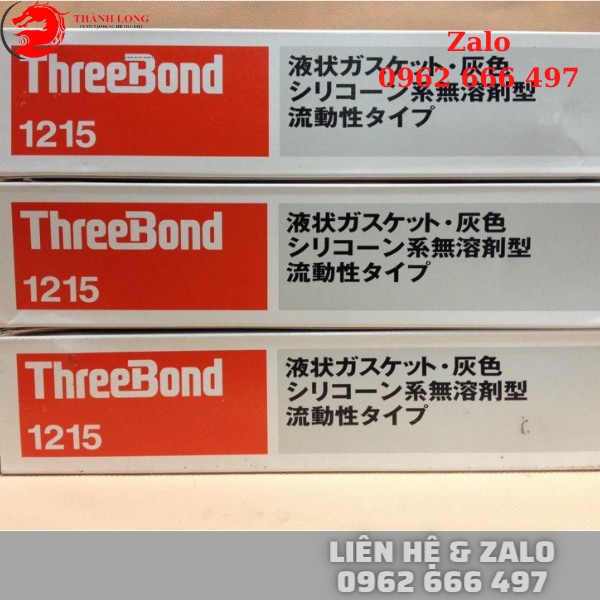 THÀNH LONG
Zalo
0962 666 497
ThreeBond
1215
液状ガスケット・灰色
シリコーン系無溶剤型
流動性タイプ
ThreeBond
1215
液状ガスケット・灰色
シリコーン系無溶剤型
流動性タイプ
ThreeBond
1215
液状ガスケット・灰色
シリコーン系無溶剤型
流動性タイプ
LIÊN HỆ & ZALO
0962 666 497